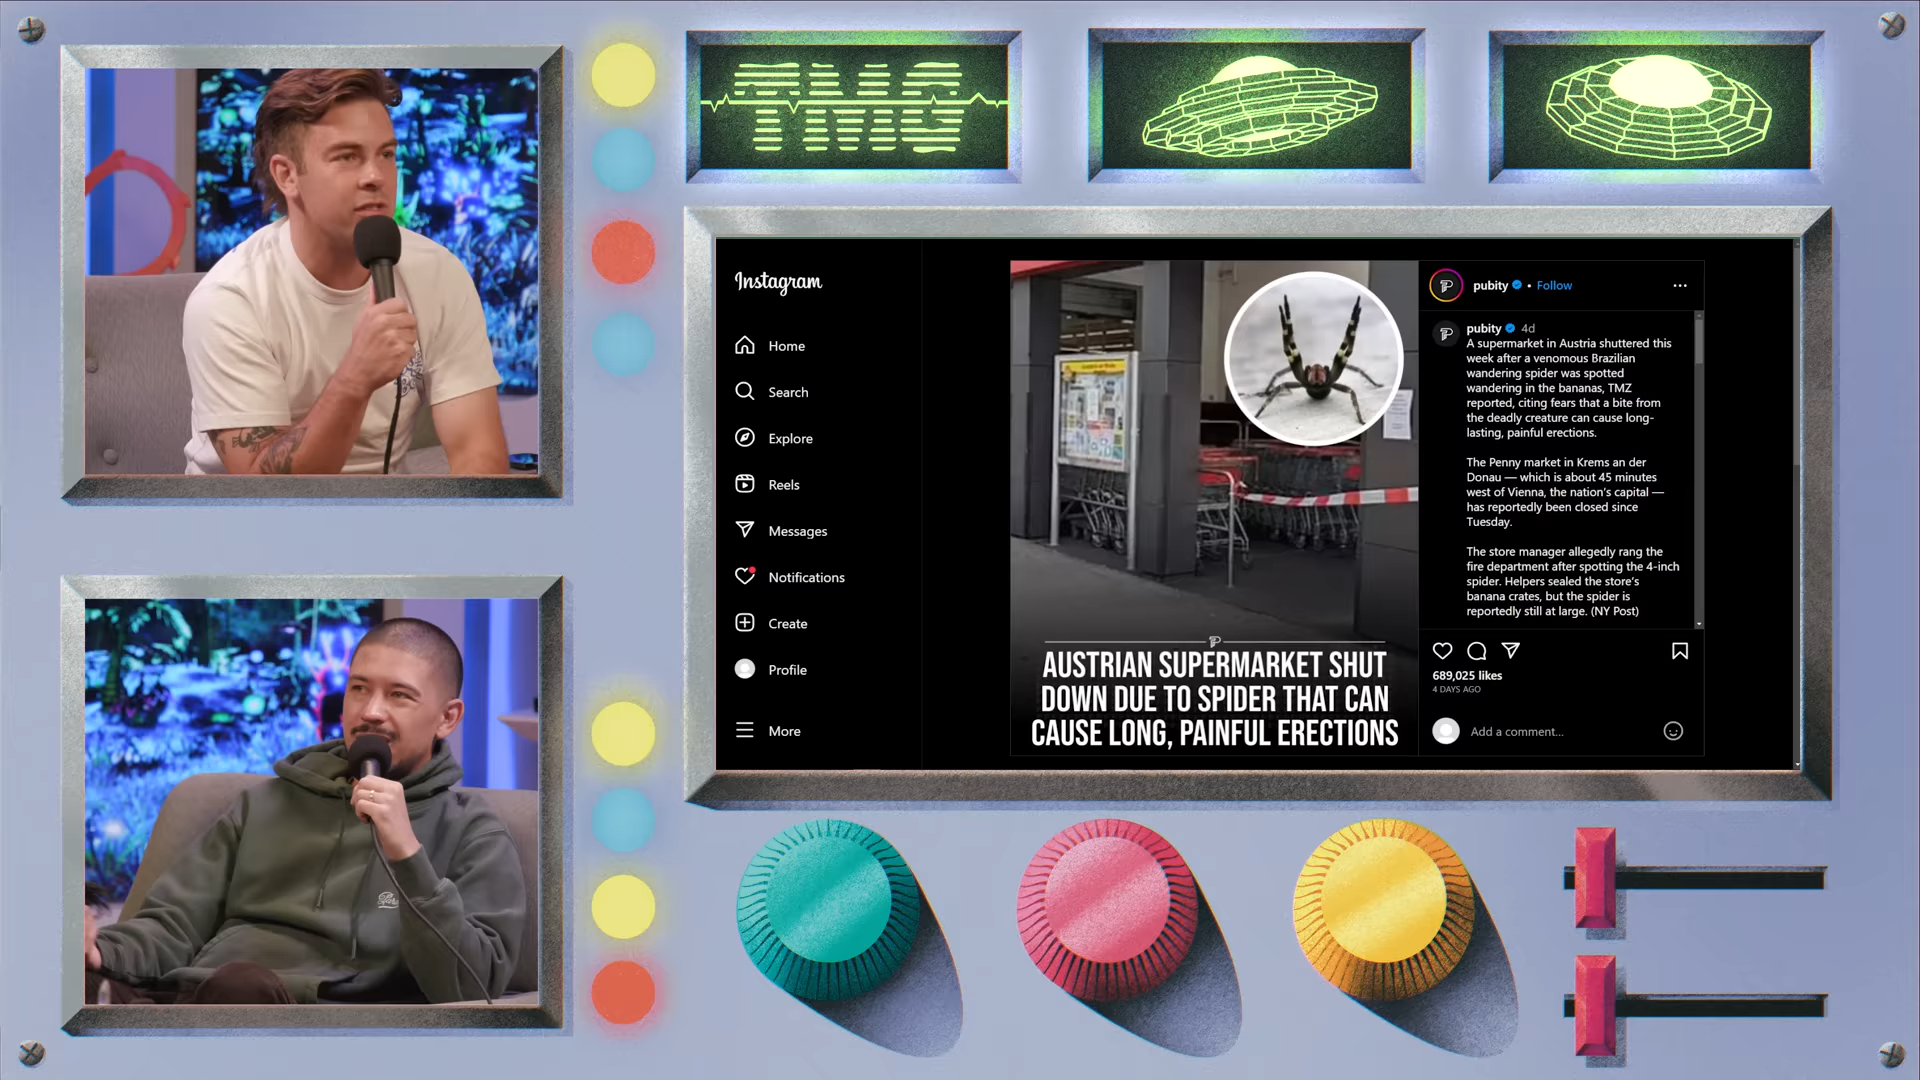 TMG
Instagram
Home
Search
Explore
Reels
Messages
Notifications
Create
Profile
More
AUSTRIAN SUPERMARKET SHUT
DOWN DUE TO SPIDER THAT CAN
CAUSE LONG, PAINFUL ERECTIONS
pubity • Follow
pubity 4d
A supermarket in Austria shuttered this
week after a venomous Brazilian
wandering spider was spotted
wandering in the bananas, TMZ
reported, citing fears that a bite from
the deadly creature can cause long-
lasting, painful erections.
The Penny market in Krems an der
Donau — which is about 45 minutes
west of Vienna, the nation's capital —
has reportedly been closed since
Tuesday.
The store manager allegedly rang the
fire department after spotting the 4-inch
spider. Helpers sealed the store's
banana crates, but the spider is
reportedly still at large. (NY Post)
689,025 likes
4 DAYS AGO
Add a comment...